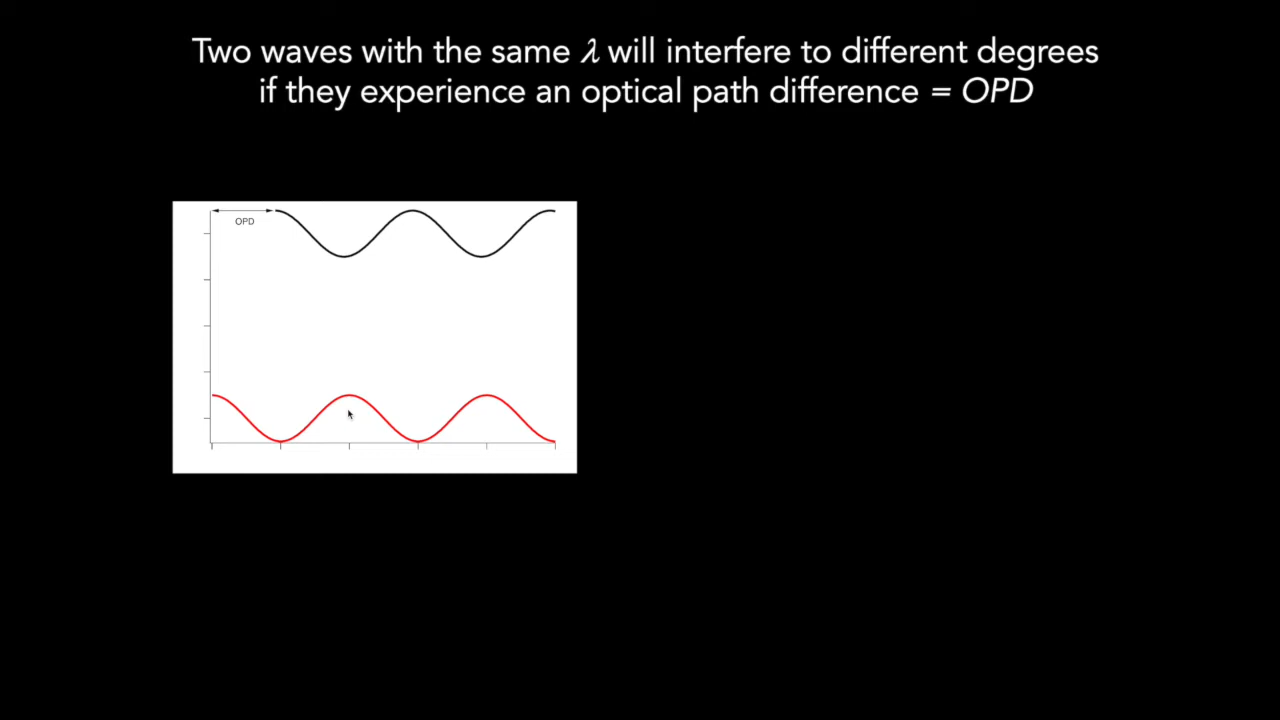 Two waves with the same λ will interfere to different degrees
if they experience an optical path difference = OPD
OPD